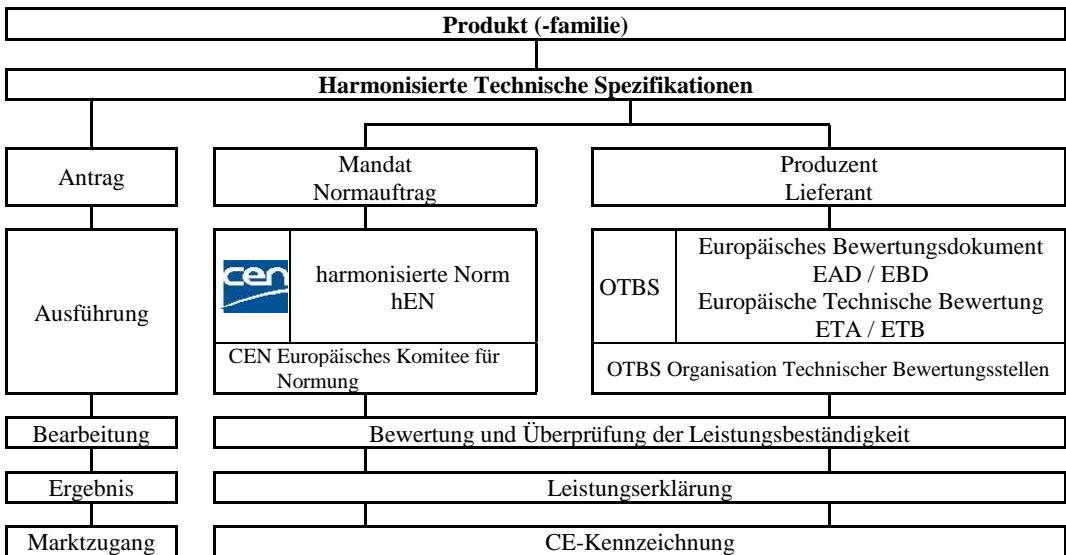 Produkt (-familie)
Harmonisierte Technische Spezifikationen
Antrag
Mandat
Normauftrag
Produzent
Lieferant
Ausführung
cen
harmonisierte Norm
hEN
CEN Europäisches Komitee für
Normung
OTBS
Europäisches Bewertungsdokument
EAD / EBD
Europäische Technische Bewertung
ETA / ETB
OTBS Organisation Technischer Bewertungsstellen
Bearbeitung
Bewertung und Überprüfung der Leistungsbeständigkeit
Ergebnis
Leistungserklärung
Marktzugang
CE-Kennzeichnung